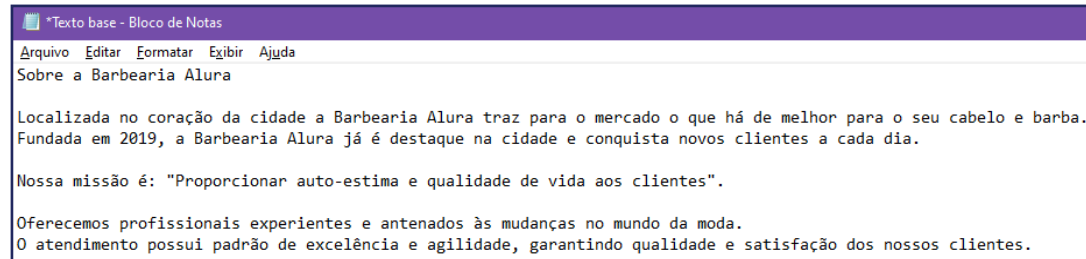 *Texto base - Bloco de Notas
Arquivo Editar Formatar Exibir Ajuda
Sobre a Barbearia Alura
Localizada no coração da cidade a Barbearia Alura traz para o mercado o que há de melhor para o seu cabelo e barba.
Fundada em 2019, a Barbearia Alura já é destaque na cidade e conquista novos clientes a cada dia.
Nossa missão é: "Proporcionar auto-estima e qualidade de vida aos clientes".
Oferecemos profissionais experientes e antenados às mudanças no mundo da moda.
O atendimento possui padrão de excelência e agilidade, garantindo qualidade e satisfação dos nossos clientes.